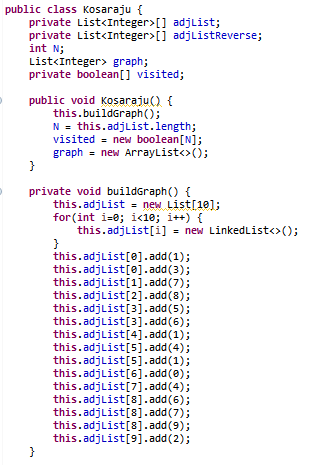 public class Kosaraju {
    private List<Integer>[] adjList;
    private List<Integer>[] adjListReverse;
    int N;
    List<Integer> graph;
    private boolean[] visited;

    public void Kosaraju() {
        this.buildGraph();
        N = this.adjList.length;
        visited = new boolean[N];
        graph = new ArrayList<>();
    }

    private void buildGraph() {
        this.adjList = new List[10];
        for(int i=0; i<10; i++) {
            this.adjList[i] = new LinkedList<>();
        }
        this.adjList[0].add(1);
        this.adjList[0].add(3);
        this.adjList[1].add(7);
        this.adjList[2].add(8);
        this.adjList[3].add(5);
        this.adjList[3].add(6);
        this.adjList[4].add(1);
        this.adjList[5].add(4);
        this.adjList[5].add(1);
        this.adjList[6].add(0);
        this.adjList[7].add(4);
        this.adjList[8].add(6);
        this.adjList[8].add(7);
        this.adjList[8].add(9);
        this.adjList[9].add(2);
    }